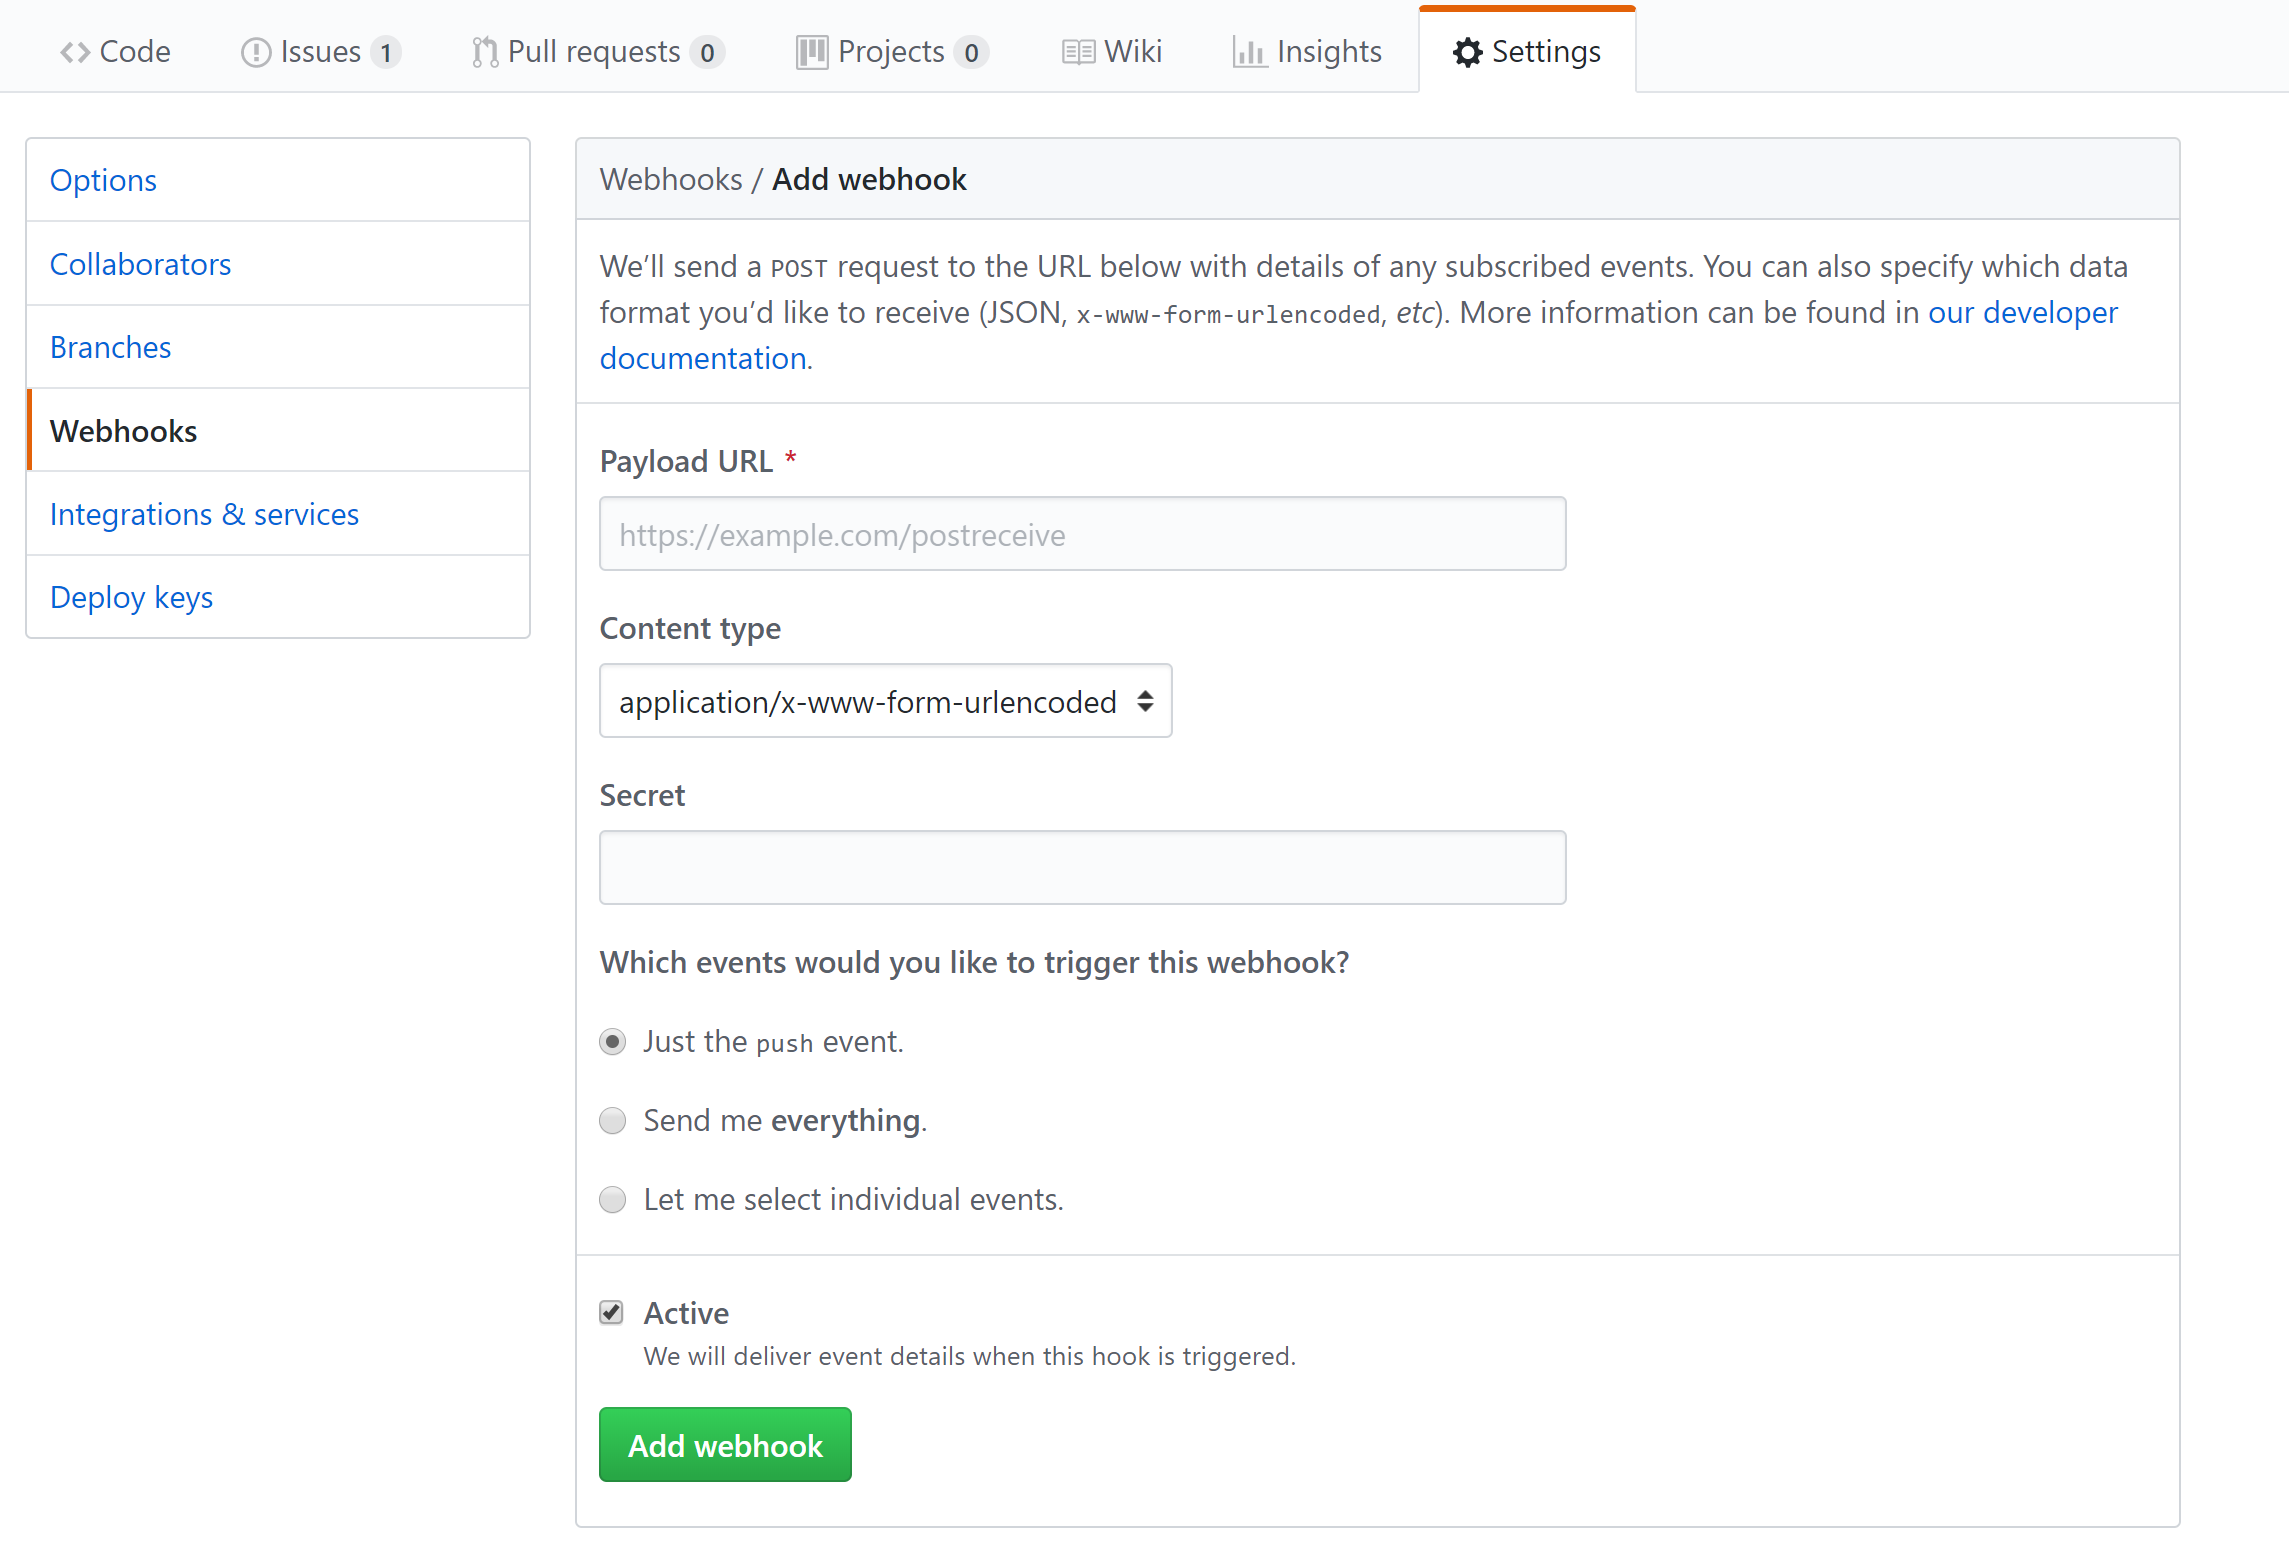 Code Issues 1 Pull requests 0 Projects 0 Wiki Insights Settings
Options
Collaborators
Branches
Webhooks
Integrations & services
Deploy keys
Webhooks / Add webhook
We’ll send a POST request to the URL below with details of any subscribed events. You can also specify which data
format you’d like to receive (JSON, x-www-form-urlencoded, etc). More information can be found in our developer
documentation.
Payload URL *
https://example.com/postreceive
Content type
application/x-www-form-urlencoded
Secret
Which events would you like to trigger this webhook?
Just the push event.
Send me everything.
Let me select individual events.
Active
We will deliver event details when this hook is triggered.
Add webhook